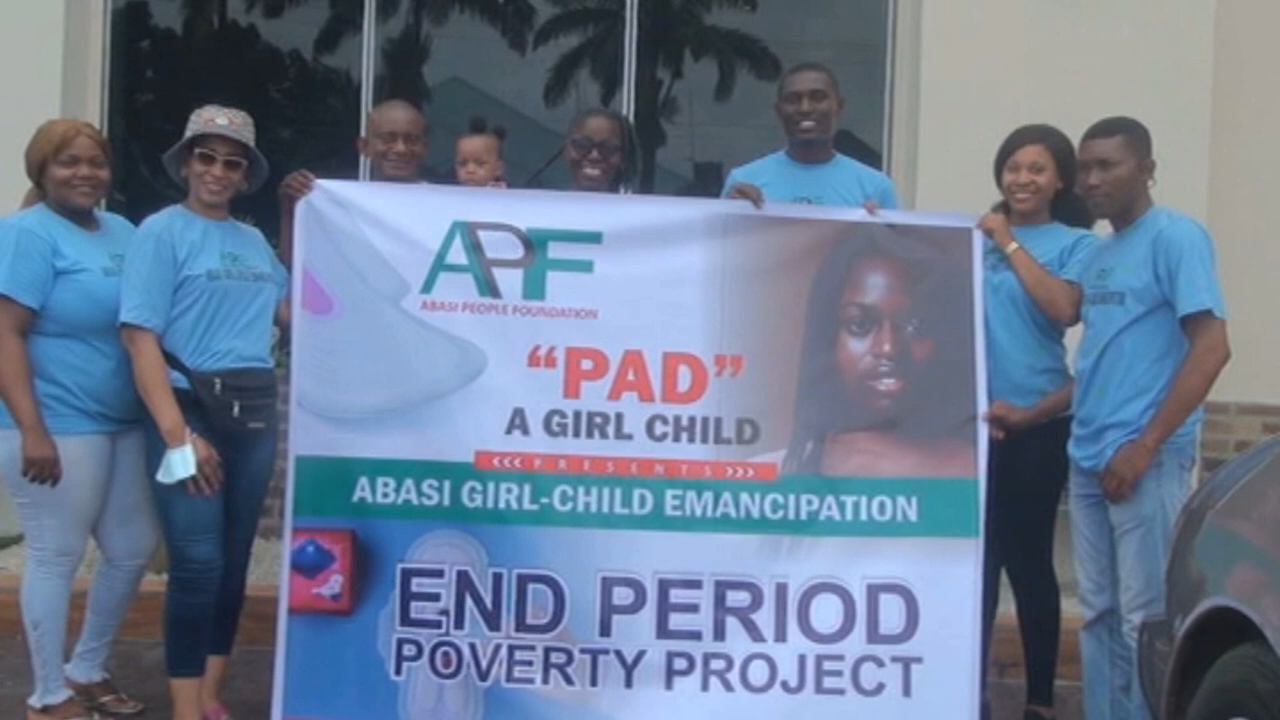 APF
ABASI PEOPLE FOUNDATION
“PAD”
A GIRL CHILD
<<< PRESENTS >>>
ABASI GIRL-CHILD EMANCIPATION
END PERIOD
POVERTY PROJECT